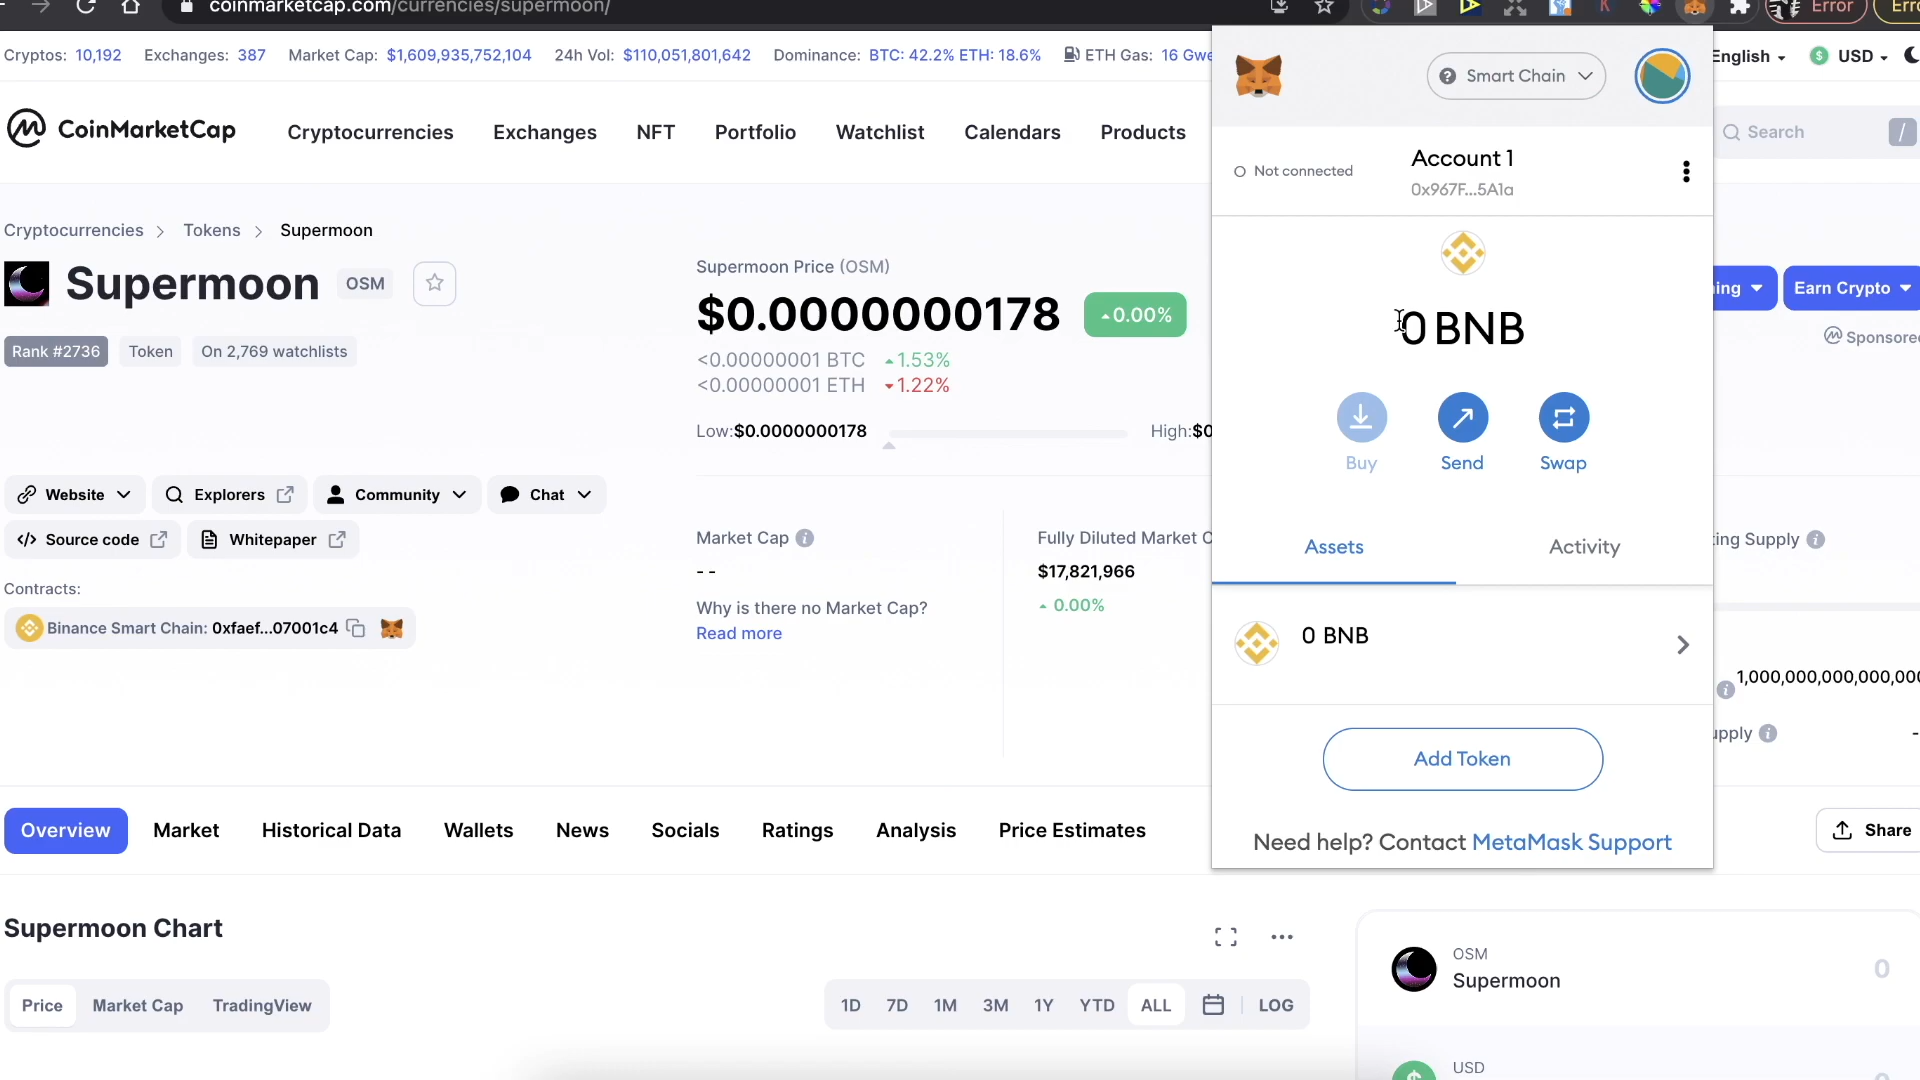 coinmarketcap.com/currencies/supermoon/
Error
Cryptos: 10,192 Exchanges: 387 Market Cap: $1,609,935,752,104 24h Vol: $110,051,801,642 Dominance: BTC: 42.2% ETH: 18.6% ETH Gas: 16
English USD
CoinMarketCap
Cryptocurrencies Exchanges NFT Portfolio Watchlist Calendars Products
Search /
Cryptocurrencies > Tokens > Supermoon
Supermoon OSM
Rank #2736 Token On 2,769 watchlists
Supermoon Price (OSM)
$0.0000000178 0.00%
<0.00000001 BTC 1.53%
<0.00000001 ETH 1.22%
Low:$0.0000000178 High:$0
Earn Crypto
Website Explorers Community Chat
Source code Whitepaper
Contracts:
Binance Smart Chain: 0xfaef...07001c4
Market Cap
- -
Why is there no Market Cap?
Read more
Fully Diluted Market C
$17,821,966
0.00%
Supply
1,000,000,000,000,00
Smart Chain
Not connected
Account 1
0x967F...5A1a
0 BNB
Buy Send Swap
Assets Activity
0 BNB
Add Token
Need help? Contact MetaMask Support
Overview Market Historical Data Wallets News Socials Ratings Analysis Price Estimates
Share
Supermoon Chart
Price Market Cap TradingView
1D 7D 1M 3M 1Y YTD ALL LOG
OSM
Supermoon
0
USD